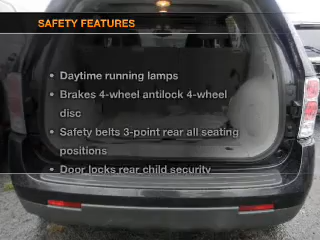 SAFETY FEATURES
• Daytime running lamps
• Brakes 4-wheel antilock 4-wheel
disc
• Safety belts 3-point rear all seating
positions
• Door locks rear child security